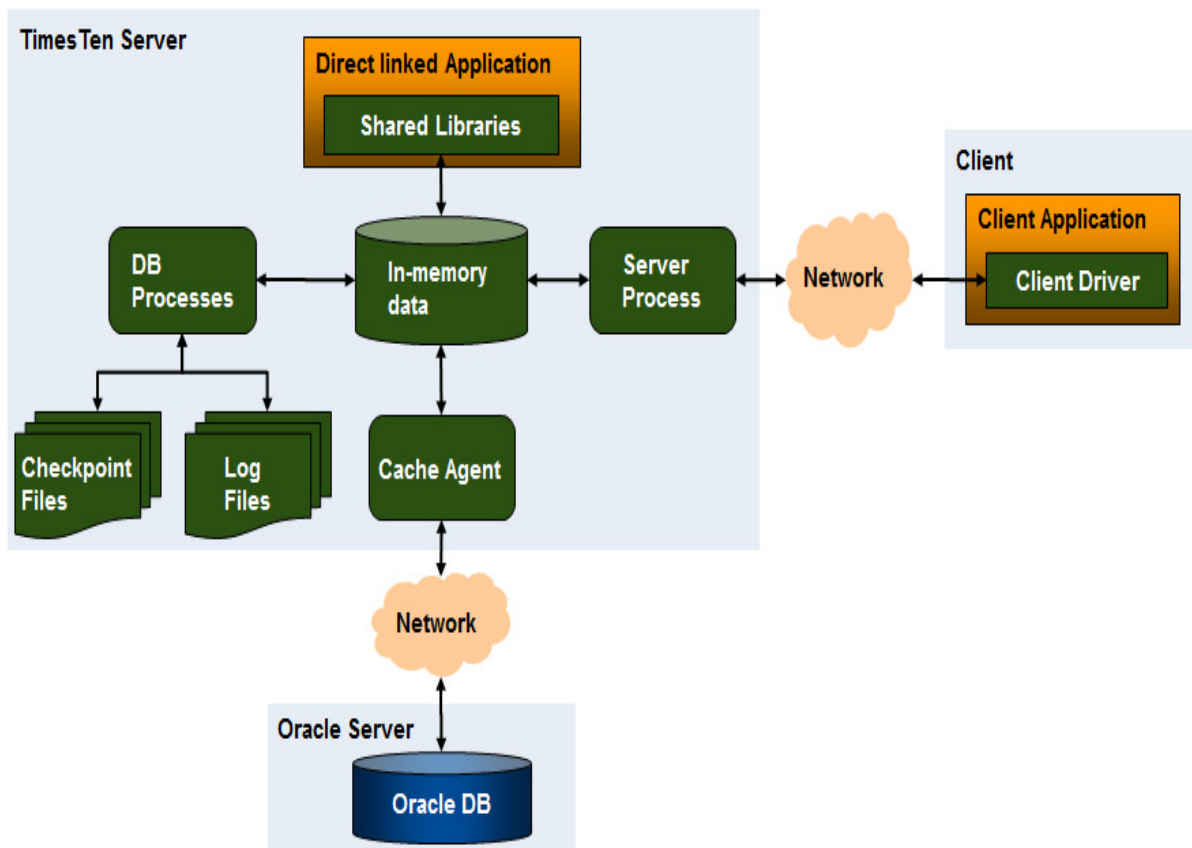 TimesTen Server
Direct linked Application
Shared Libraries
Client
Client Application
Client Driver
DB
Processes
In-memory
data
Server
Process
Network
Checkpoint
Files
Log
Files
Cache Agent
Network
Oracle Server
Oracle DB